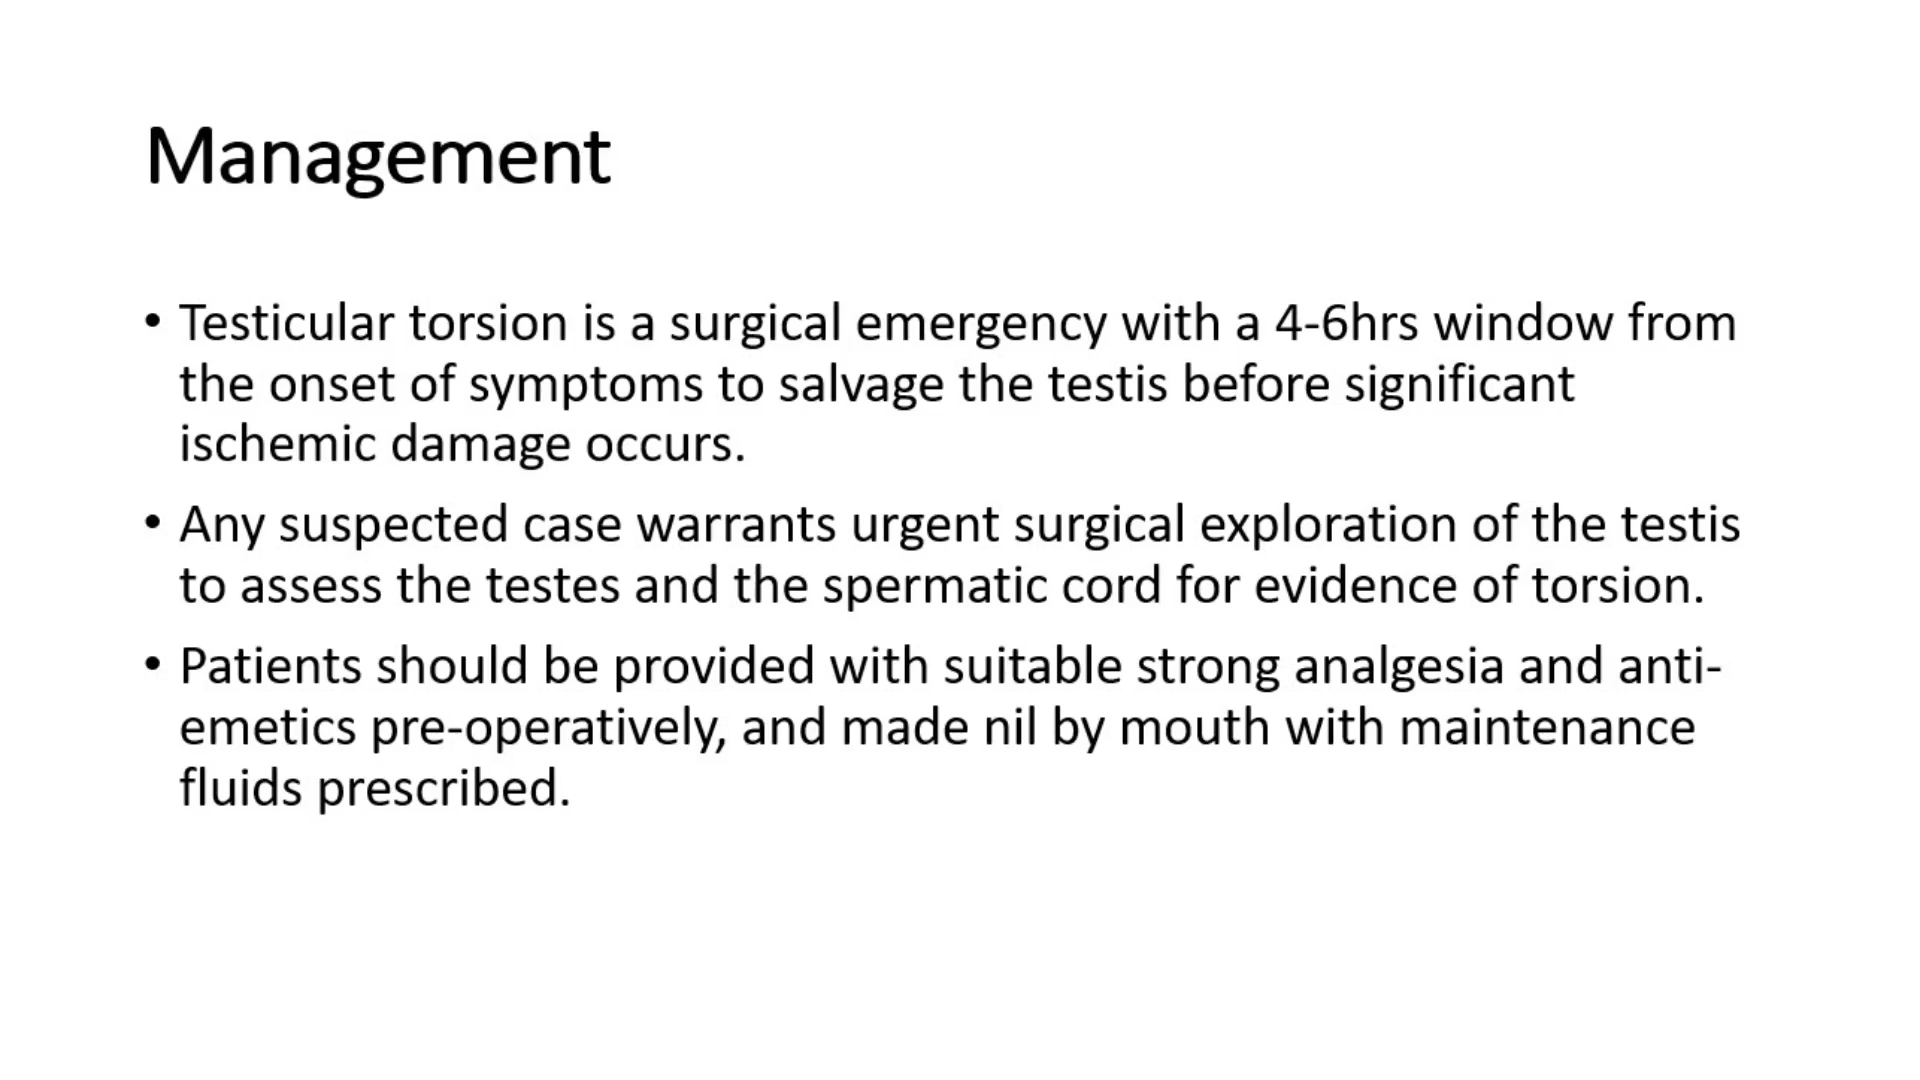 Management
• Testicular torsion is a surgical emergency with a 4-6hrs window from
the onset of symptoms to salvage the testis before significant
ischemic damage occurs.
• Any suspected case warrants urgent surgical exploration of the testis
to assess the testes and the spermatic cord for evidence of torsion.
• Patients should be provided with suitable strong analgesia and anti-
emetics pre-operatively, and made nil by mouth with maintenance
fluids prescribed.